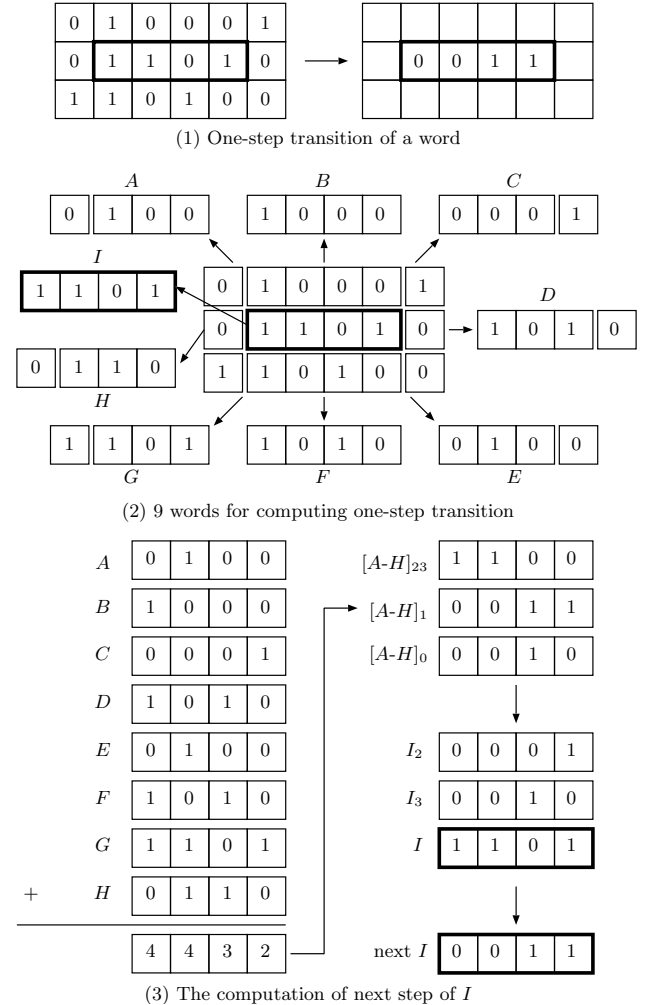 0 1 0 0 0 1
0 1 1 0 1 0 0 0 1 1
1 1 0 1 0 0
(1) One-step transition of a word
A B C
0 1 0 0 1 0 0 0 0 0 0 1
I
1 1 0 1 0 1 0 0 0 1 D
0 1 1 0 1 0 1 0 1 0
0 1 1 0 1 1 0 1 0 0
H
1 1 0 1 1 0 1 0 0 1 0 0
G F E
(2) 9 words for computing one-step transition
A 0 1 0 0 [A-H]23 1 1 0 0
B 1 0 0 0 [A-H]1 0 0 1 1
C 0 0 0 1 [A-H]0 0 0 1 0
D 1 0 1 0
E 0 1 0 0 I2 0 0 0 1
F 1 0 1 0 I3 0 0 1 0
G 1 1 0 1 I 1 1 0 1
+ H 0 1 1 0
4 4 3 2 next I 0 0 1 1
(3) The computation of next step of I